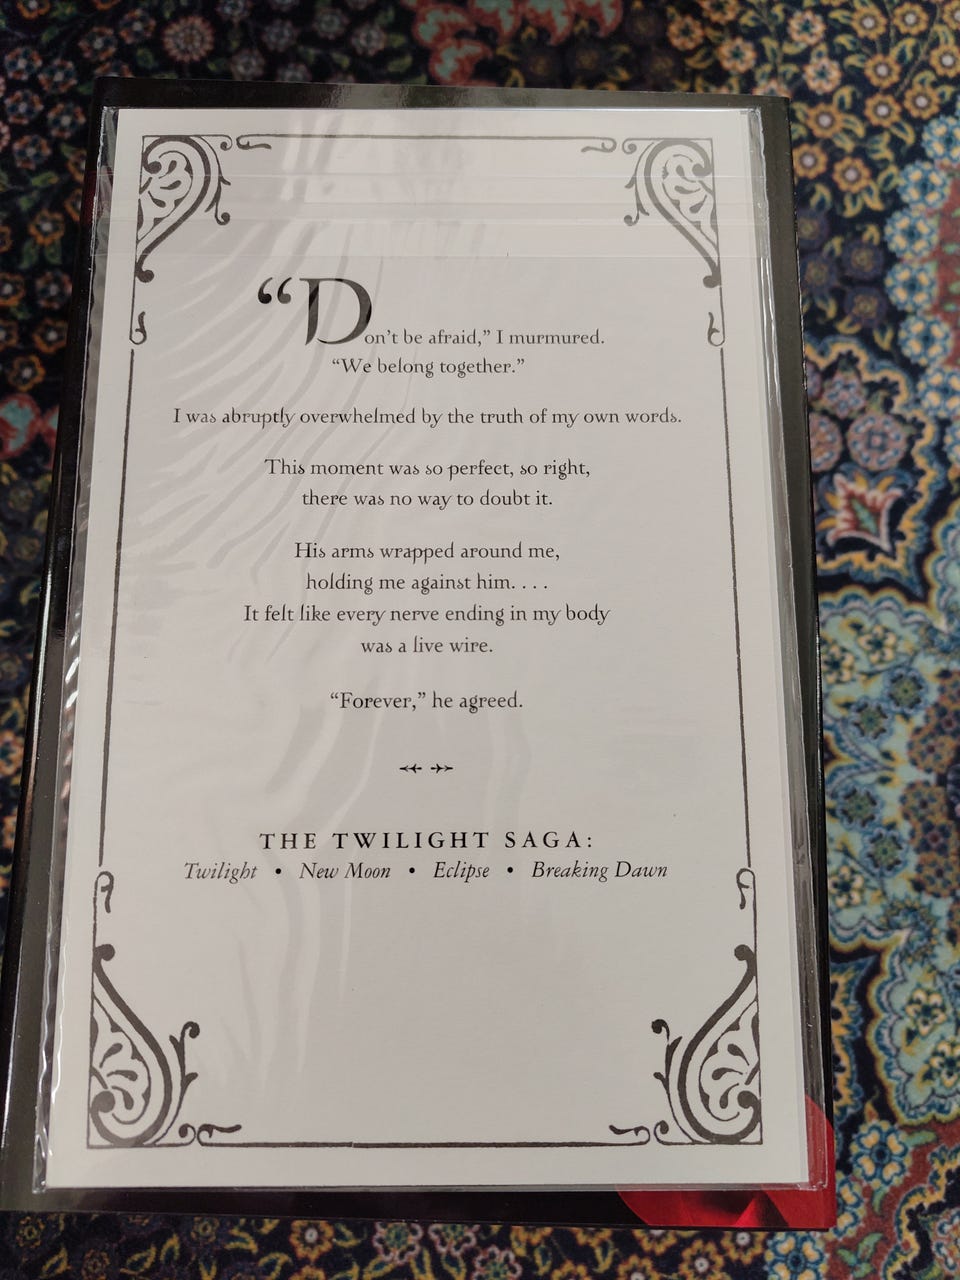 “Don’t be afraid,” I murmured.
“We belong together.”
I was abruptly overwhelmed by the truth of my own words.
This moment was so perfect, so right,
there was no way to doubt it.
His arms wrapped around me,
holding me against him. . . .
It felt like every nerve ending in my body
was a live wire.
“Forever,” he agreed.
THE TWILIGHT SAGA:
Twilight • New Moon • Eclipse • Breaking Dawn